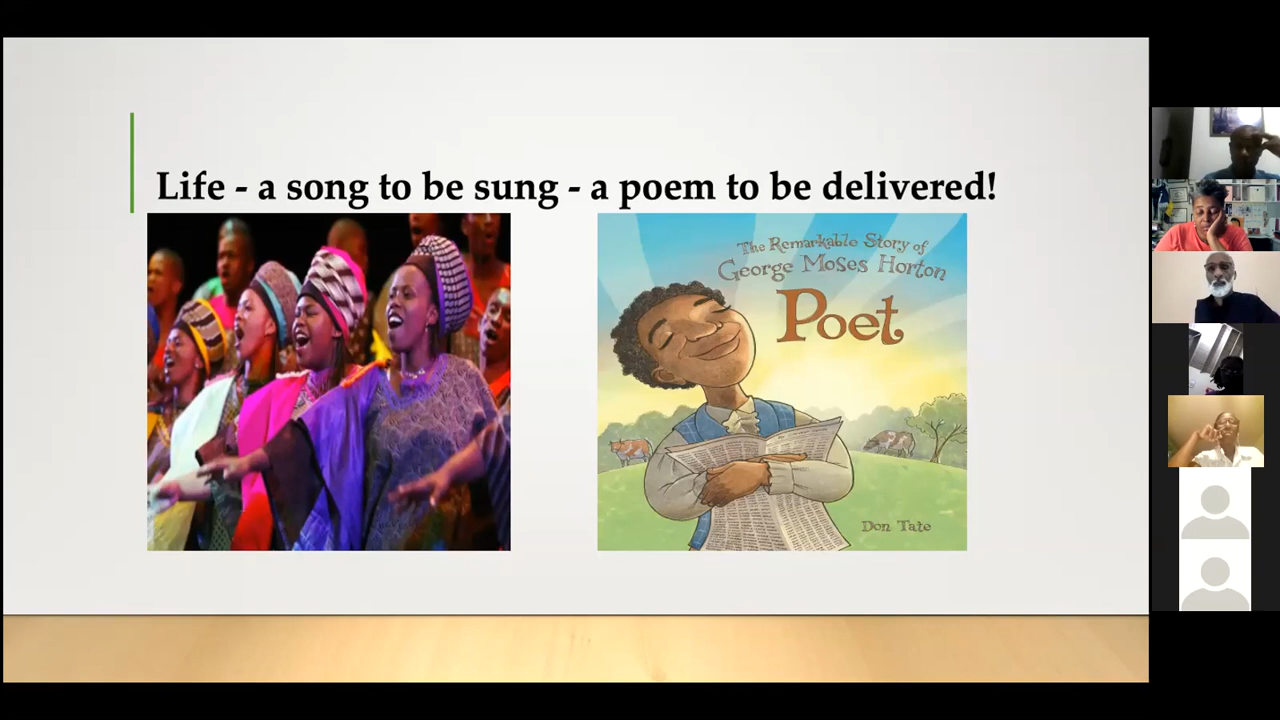 Life - a song to be sung - a poem to be delivered!
The Remarkable Story of
George Moses Horton
Poet
Don Tate